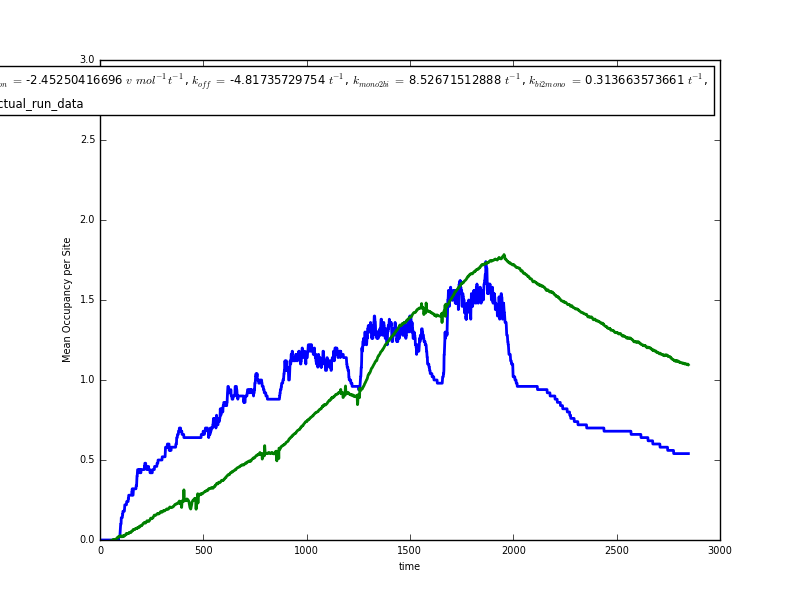 3.0
= -2.45250416696 v mol⁻¹t⁻¹, k_off = -4.81735729754 t⁻¹, k_mono2bi = 8.52671512888 t⁻¹, k_bi2mono = 0.313663573661 t⁻¹,
ctual_run_data
2.5
2.0
1.5
1.0
0.5
0.0
Mean Occupancy per Site
0 500 1000 1500 2000 2500 3000
time